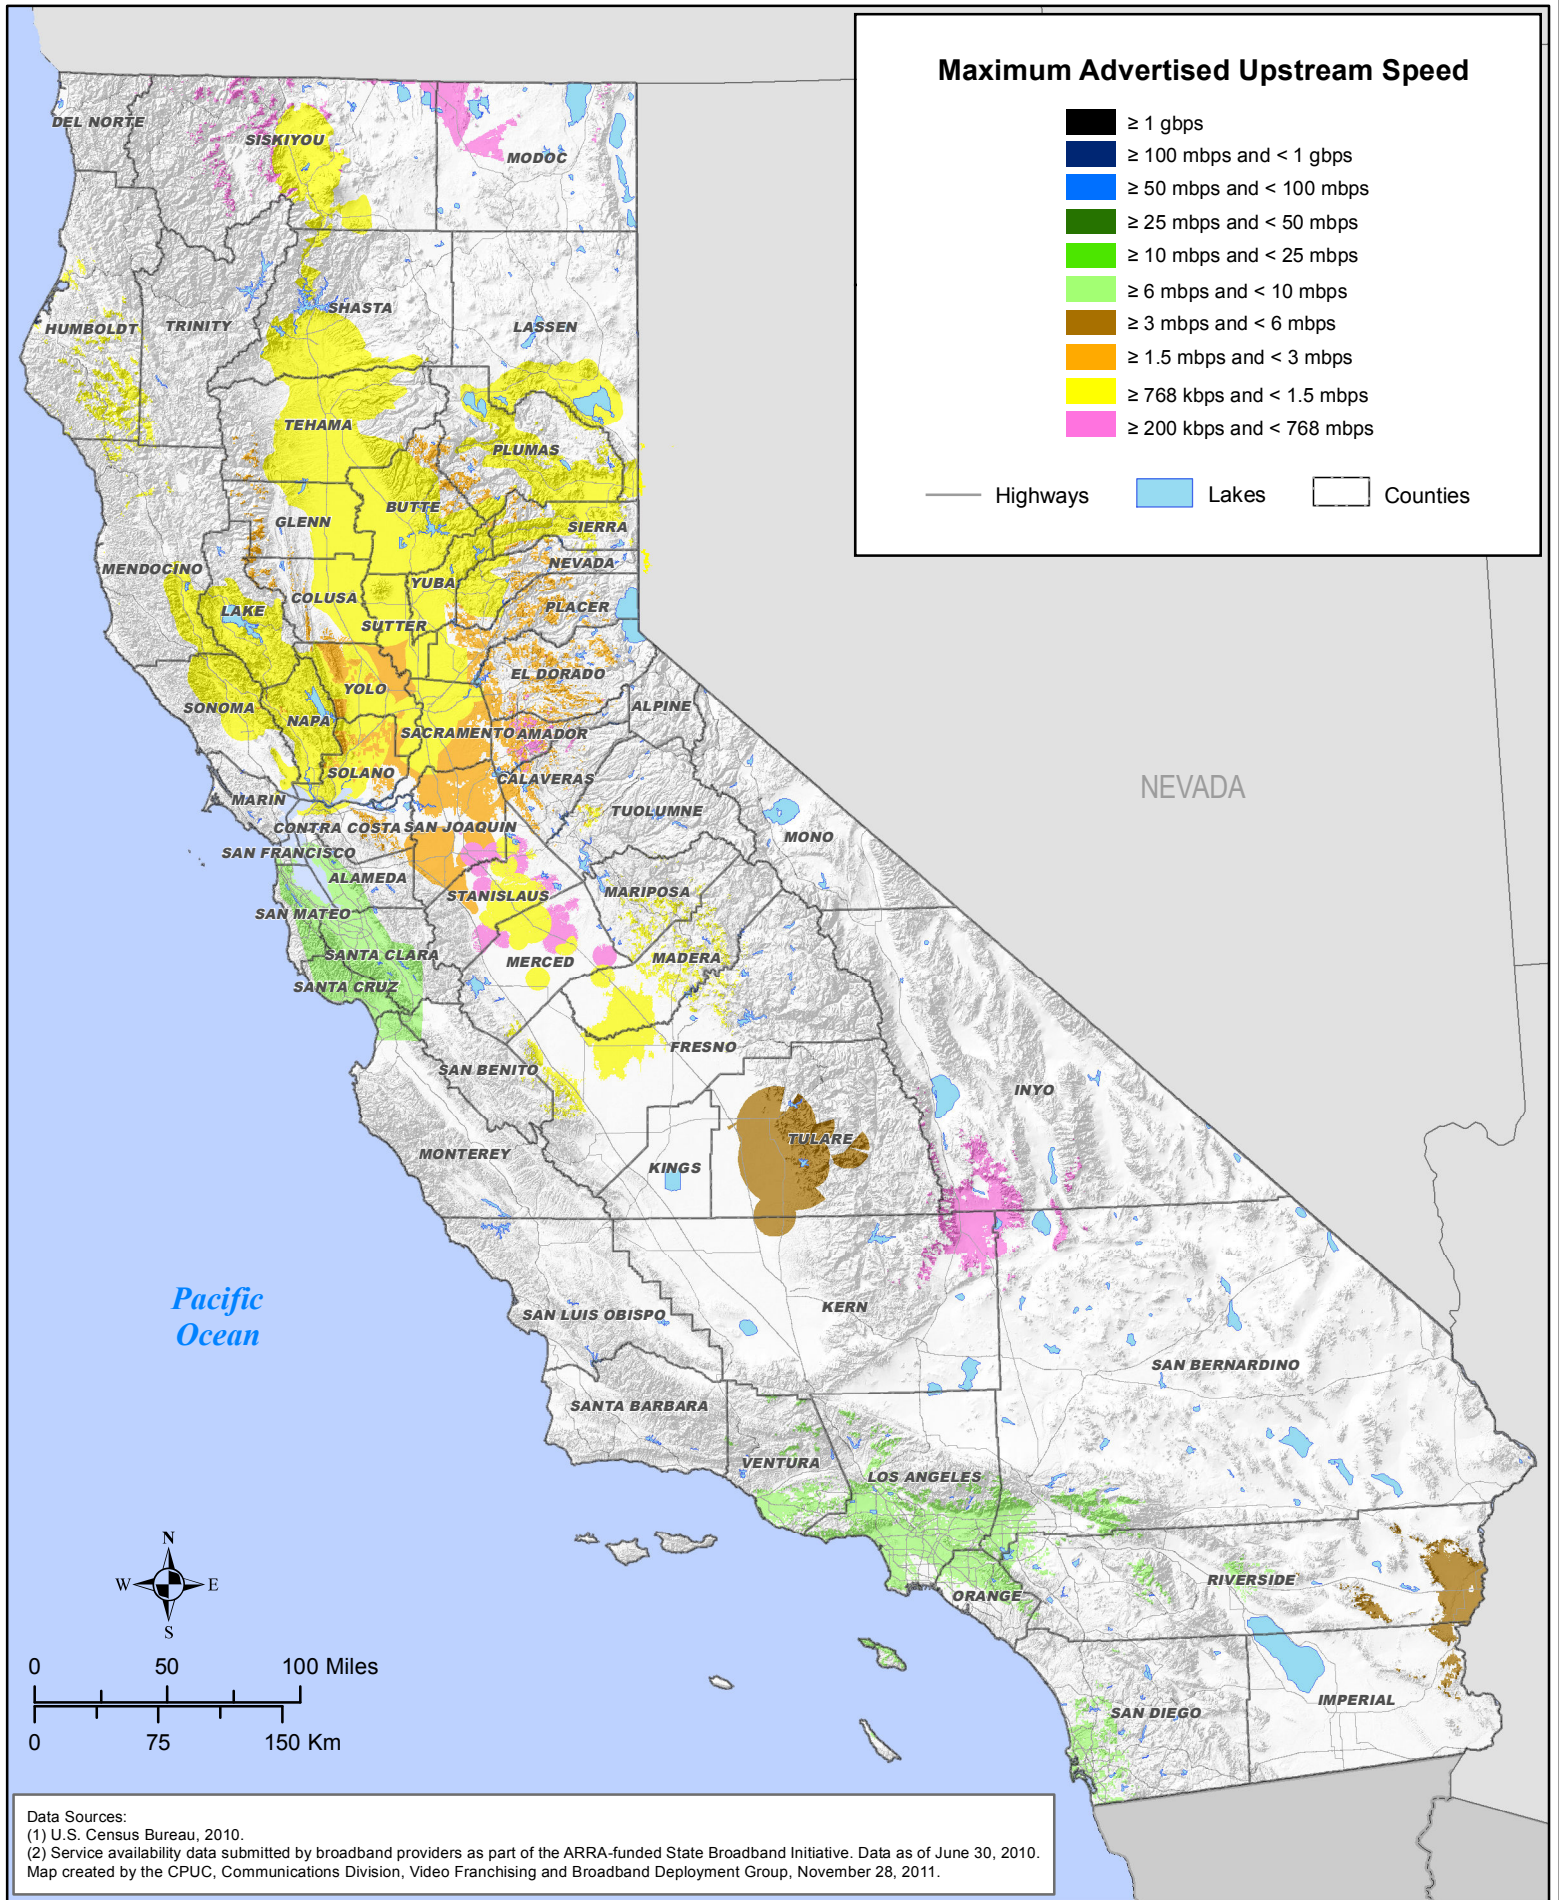 Maximum Advertised Upstream Speed
≥ 1 gbps
≥ 100 mbps and < 1 gbps
≥ 50 mbps and < 100 mbps
≥ 25 mbps and < 50 mbps
≥ 10 mbps and < 25 mbps
≥ 6 mbps and < 10 mbps
≥ 3 mbps and < 6 mbps
≥ 1.5 mbps and < 3 mbps
≥ 768 kbps and < 1.5 mbps
≥ 200 kbps and < 768 mbps
Highways
Lakes
Counties
DEL NORTE
SISKIYOU
MODOC
HUMBOLDT
TRINITY
SHASTA
LASSEN
TEHAMA
PLUMAS
BUTTE
GLENN
SIERRA
MENDOCINO
NEVADA
YUBA
COLUSA
LAKE
PLACER
SUTTER
EL DORADO
YOLO
SONOMA
NAPA
ALPINE
SACRAMENTO
AMADOR
SOLANO
CALAVERAS
MARIN
TUOLUMNE
CONTRA COSTA
SAN JOAQUIN
MONO
NEVADA
SAN FRANCISCO
ALAMEDA
STANISLAUS
MARIPOSA
SAN MATEO
SANTA CLARA
MERCED
MADERA
SANTA CRUZ
FRESNO
SAN BENITO
INYO
TULARE
MONTEREY
KINGS
Pacific
Ocean
KERN
SAN LUIS OBISPO
SAN BERNARDINO
SANTA BARBARA
VENTURA
LOS ANGELES
RIVERSIDE
ORANGE
IMPERIAL
SAN DIEGO
N
W
E
S
0 50 100 Miles
0 75 150 Km
Data Sources:
(1) U.S. Census Bureau, 2010.
(2) Service availability data submitted by broadband providers as part of the ARRA-funded State Broadband Initiative. Data as of June 30, 2010.
Map created by the CPUC, Communications Division, Video Franchising and Broadband Deployment Group, November 28, 2011.